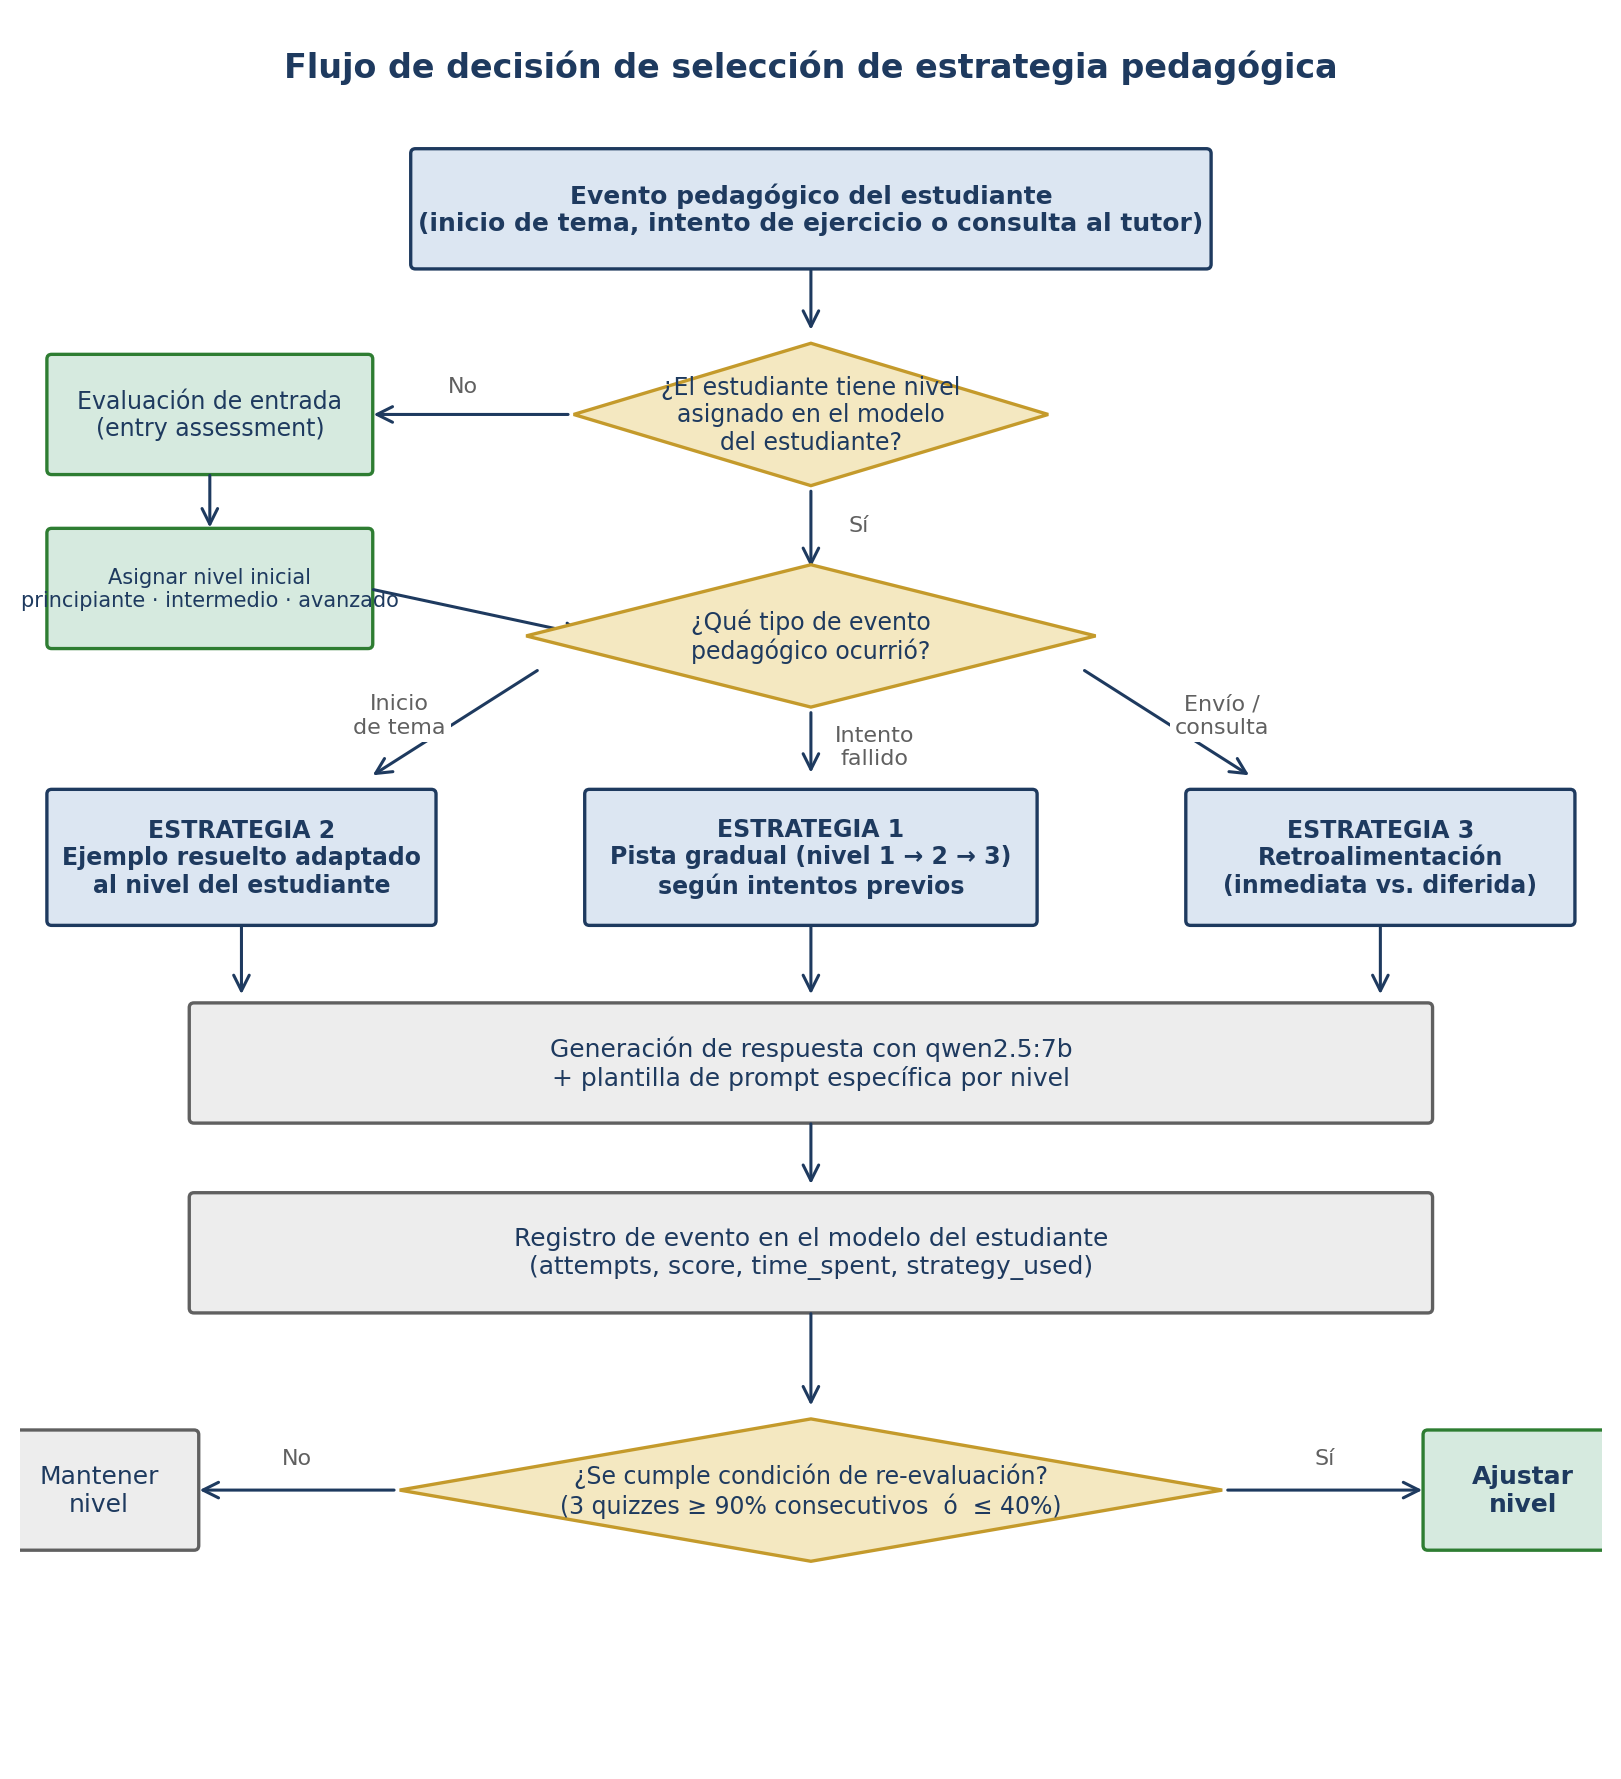 Flujo de decisión de selección de estrategia pedagógica
Evento pedagógico del estudiante
(inicio de tema, intento de ejercicio o consulta al tutor)
¿El estudiante tiene nivel
asignado en el modelo
del estudiante?
No
Evaluación de entrada
(entry assessment)
Sí
Asignar nivel inicial
principiante · intermedio · avanzado
¿Qué tipo de evento
pedagógico ocurrió?
Inicio
de tema
Intento
fallido
Envío /
consulta
ESTRATEGIA 2
Ejemplo resuelto adaptado
al nivel del estudiante
ESTRATEGIA 1
Pista gradual (nivel 1 → 2 → 3)
según intentos previos
ESTRATEGIA 3
Retroalimentación
(inmediata vs. diferida)
Generación de respuesta con qwen2.5:7b
+ plantilla de prompt específica por nivel
Registro de evento en el modelo del estudiante
(attempts, score, time_spent, strategy_used)
¿Se cumple condición de re-evaluación?
(3 quizzes ≥ 90% consecutivos ó ≤ 40%)
No
Mantener
nivel
Sí
Ajustar
nivel